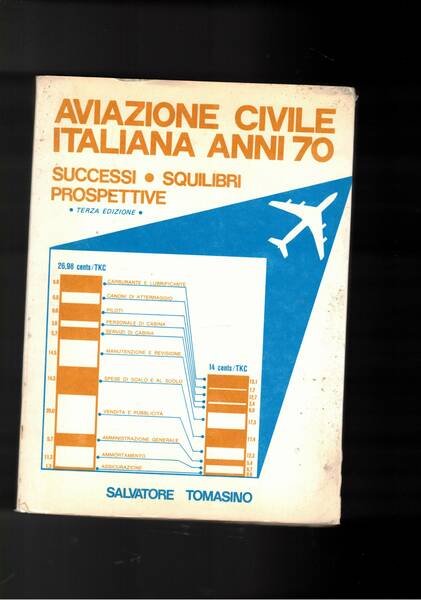 AVIAZIONE CIVILE
ITALIANA ANNI 70
SUCCESSI • SQUILIBRI
PROSPETTIVE
• TERZA EDIZIONE •
26,98 cents/TKC
CARBURANTE E LUBRIFICANTE
CANONI DI ATTERRAGGIO
PILOTI
PERSONALE DI CABINA
SERVIZI DI CABINA
MANUTENZIONE E REVISIONE
14 cents/TKC
SPESE DI SCALO E AL SUOLO
VENDITA E PUBBLICITÀ
AMMINISTRAZIONE GENERALE
AMMORTAMENTO
ASSICURAZIONE
SALVATORE TOMASINO